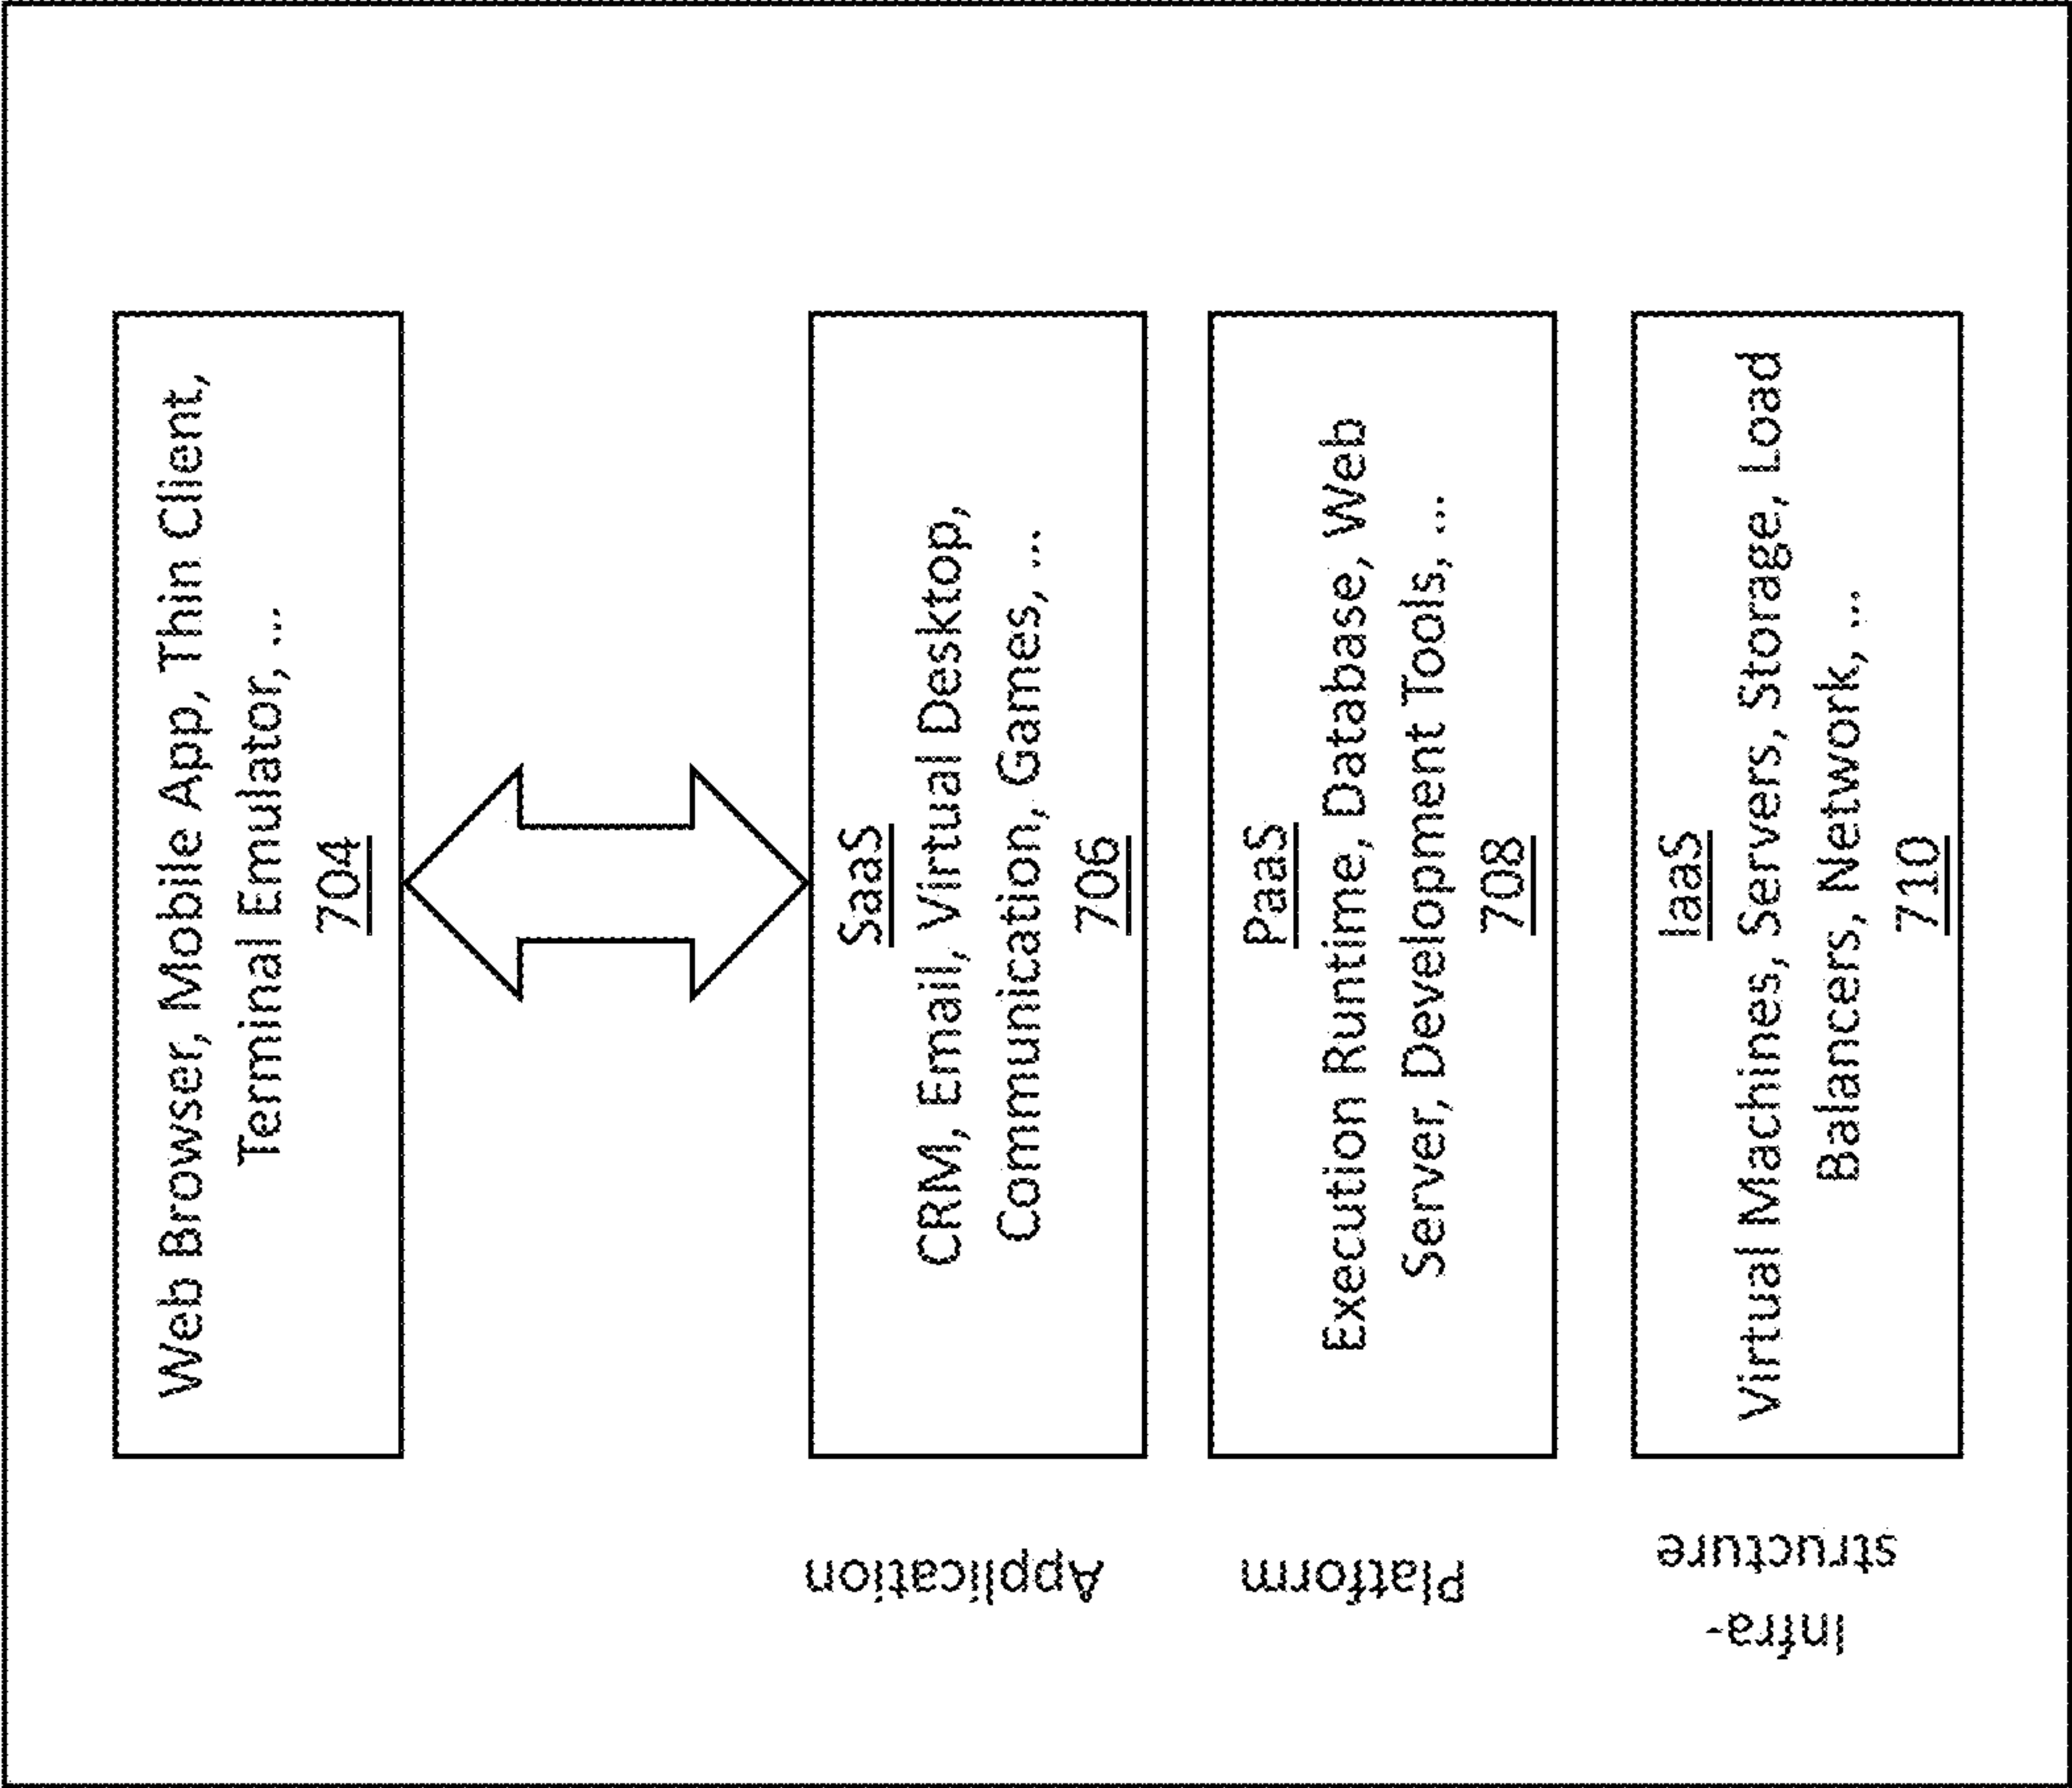 Web Browser, Mobile App, Thin Client,
Terminal Emulator, ...
704
Application
SaaS
CRM, Email, Virtual Desktop,
Communication, Games, ...
706
Platform
PaaS
Execution Runtime, Database, Web
Server, Development Tools, ...
708
Infra-
structure
IaaS
Virtual Machines, Servers, Storage, Load
Balancers, Network, ...
710